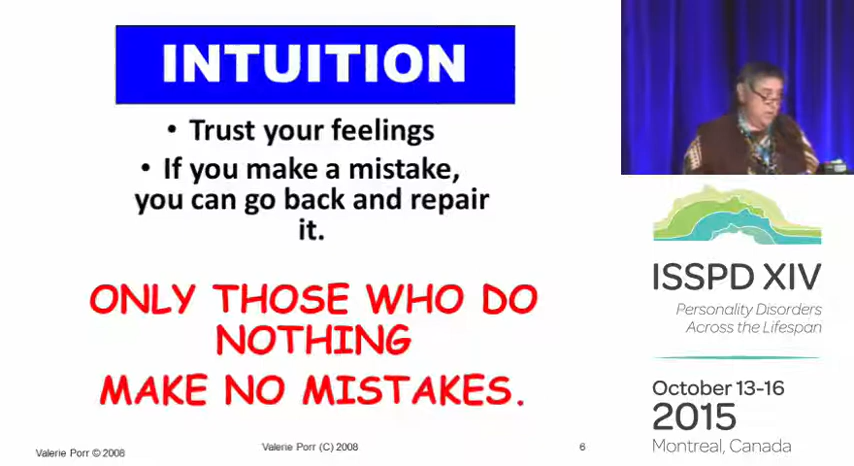 INTUITION
• Trust your feelings
• If you make a mistake,
you can go back and repair
it.
ONLY THOSE WHO DO
NOTHING
MAKE NO MISTAKES.
Valerie Porr © 2008
Valerie Porr (C) 2008
6
ISSPD XIV
Personality Disorders
Across the Lifespan
October 13-16
2015
Montreal, Canada